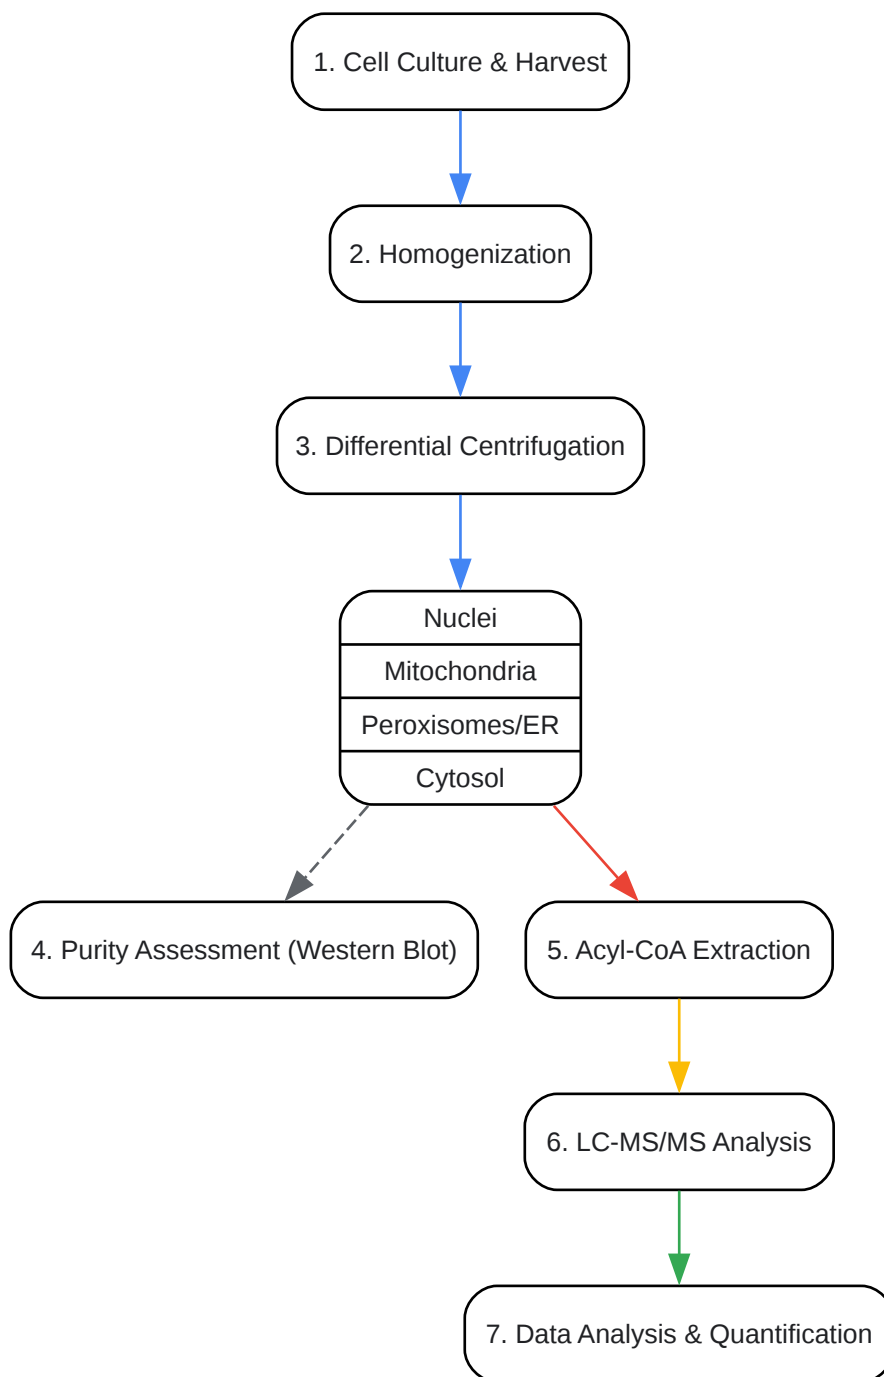 1. Cell Culture & Harvest
2. Homogenization
3. Differential Centrifugation
Nuclei
Mitochondria
Peroxisomes/ER
Cytosol
4. Purity Assessment (Western Blot)
5. Acyl-CoA Extraction
6. LC-MS/MS Analysis
7. Data Analysis & Quantification